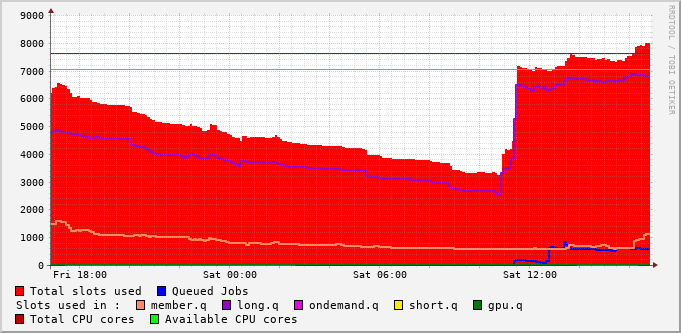 9000
8000
7000
6000
5000
4000
3000
2000
1000
0
Fri 18:00 Sat 00:00 Sat 06:00 Sat 12:00
RRDTOOL / TOBI OETIKER
Total slots used Queued Jobs
Slots used in : member.q long.q ondemand.q short.q gpu.q
Total CPU cores Available CPU cores